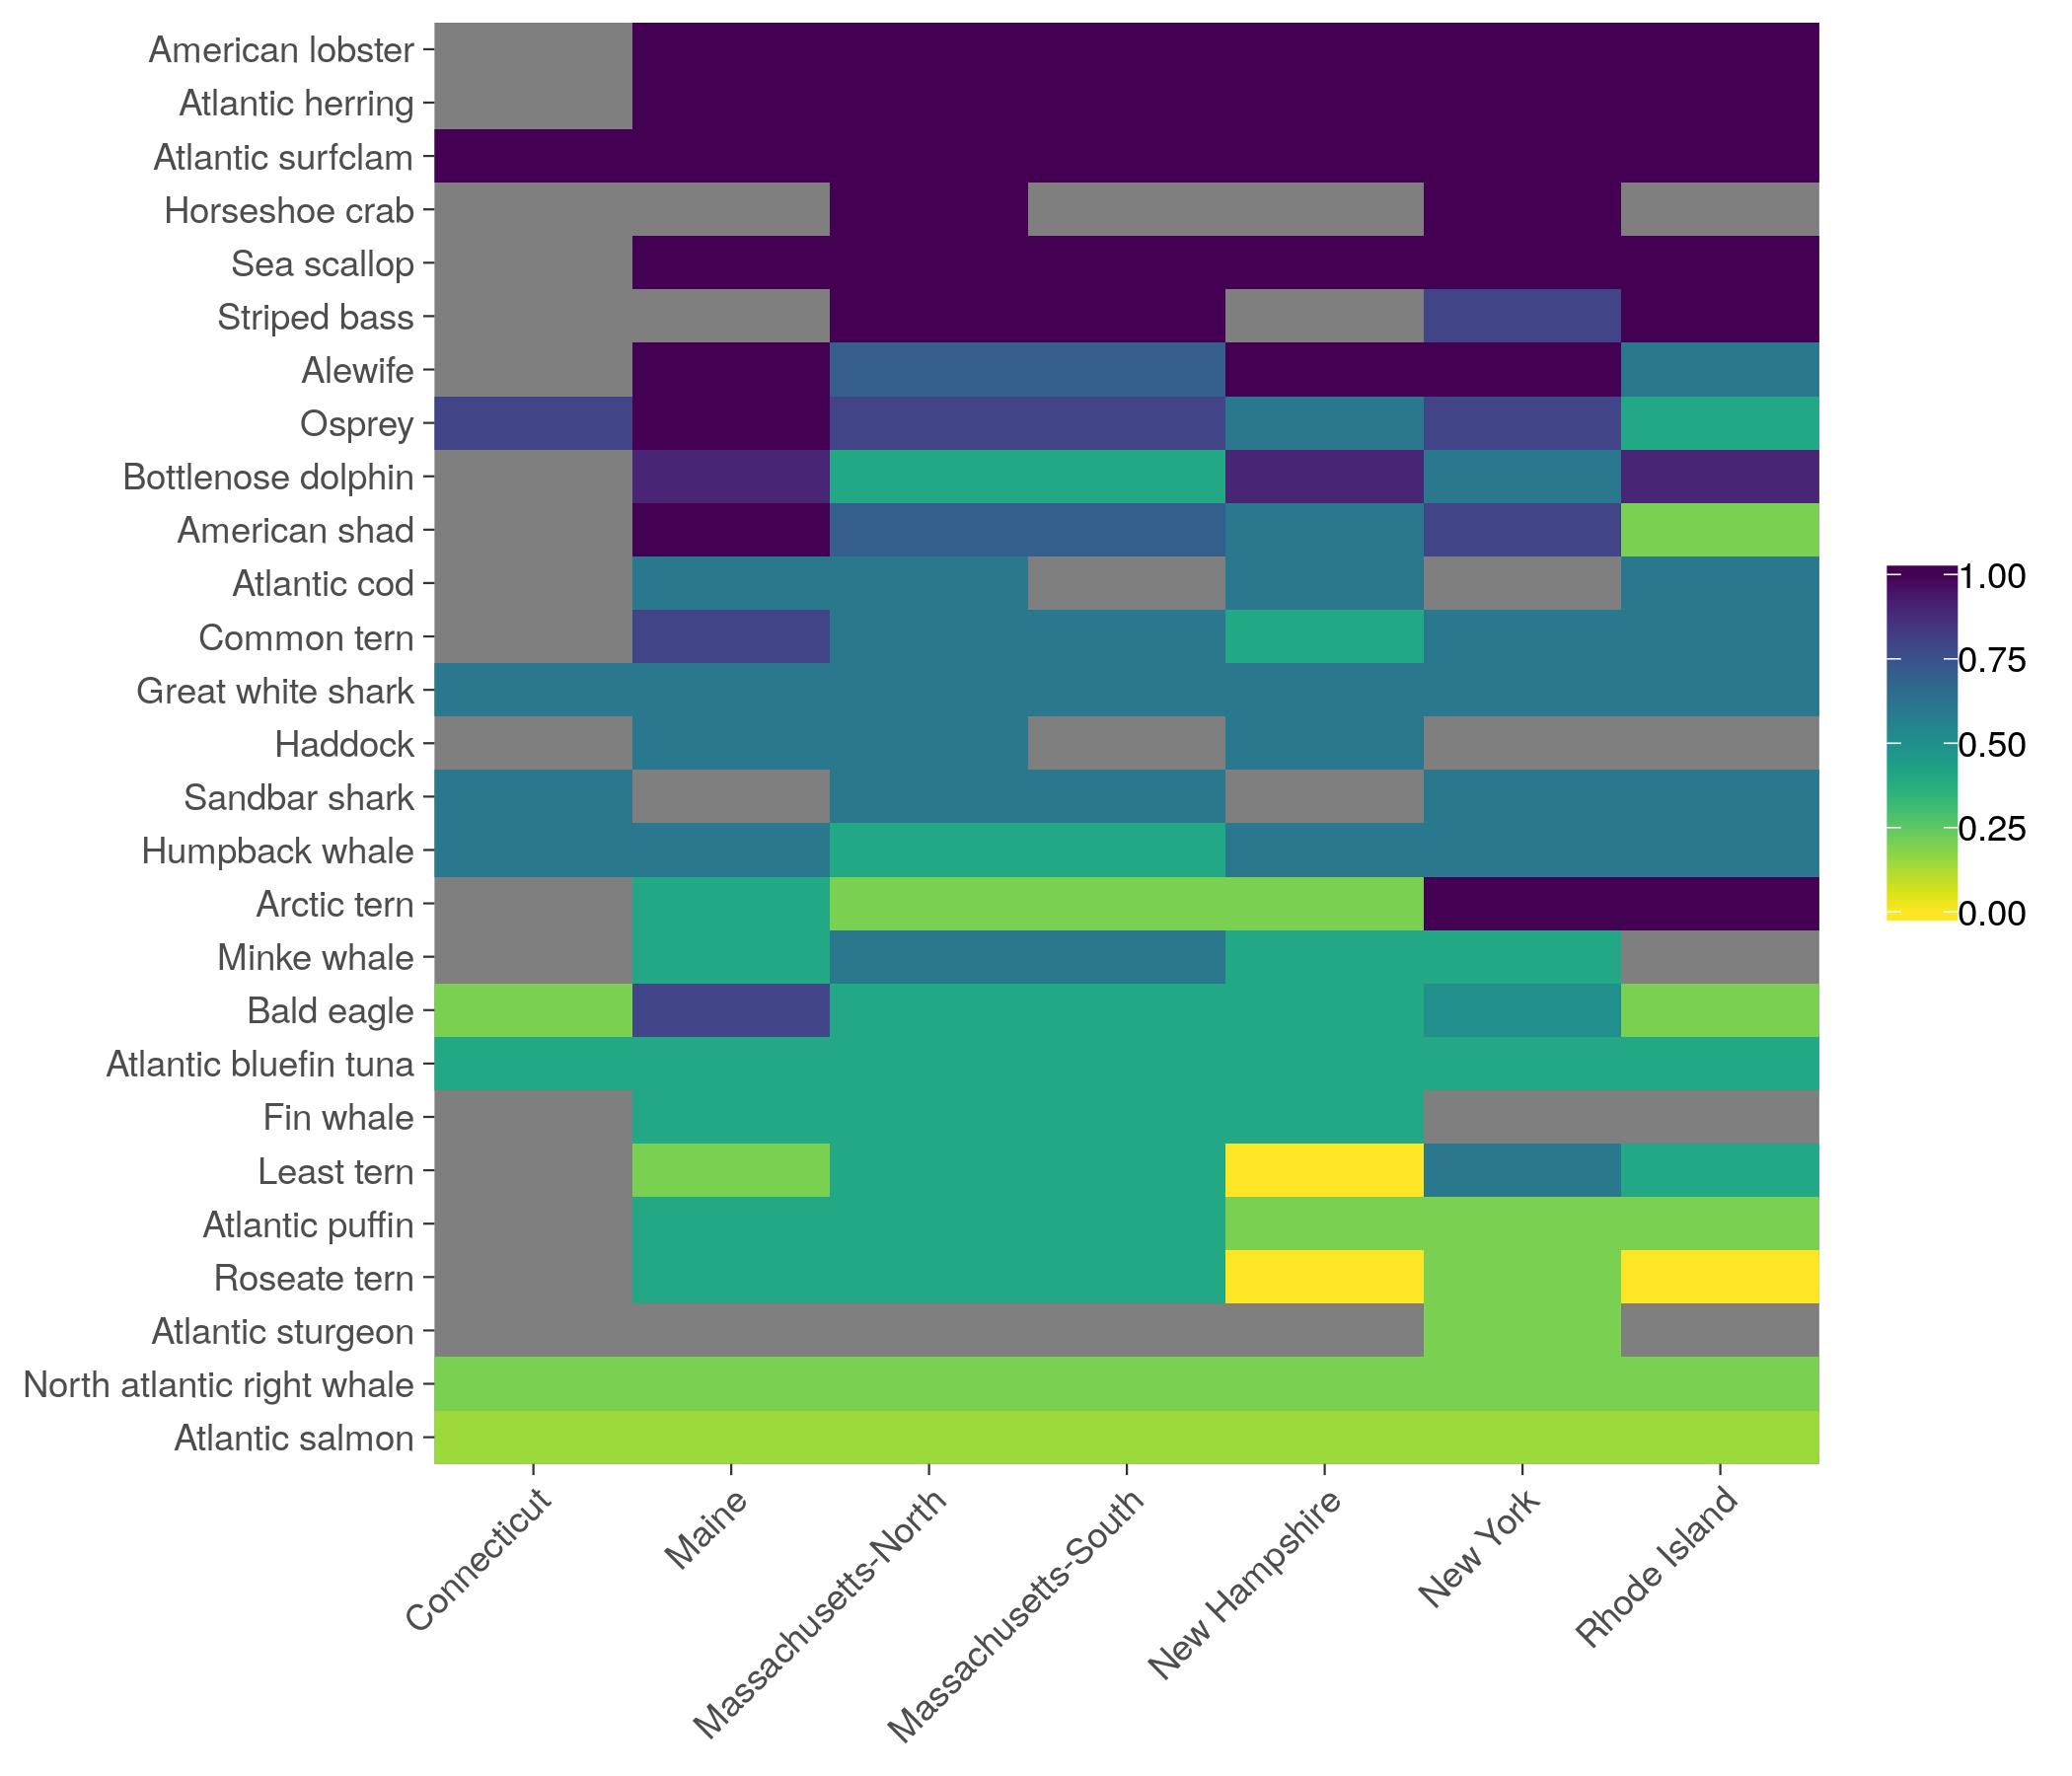 American lobster
Atlantic herring
Atlantic surfclam
Horseshoe crab
Sea scallop
Striped bass
Alewife
Osprey
Bottlenose dolphin
American shad
Atlantic cod
Common tern
Great white shark
Haddock
Sandbar shark
Humpback whale
Arctic tern
Minke whale
Bald eagle
Atlantic bluefin tuna
Fin whale
Least tern
Atlantic puffin
Roseate tern
Atlantic sturgeon
North atlantic right whale
Atlantic salmon
Connecticut
Maine
Massachusetts-North
Massachusetts-South
New Hampshire
New York
Rhode Island
1.00
0.75
0.50
0.25
0.00